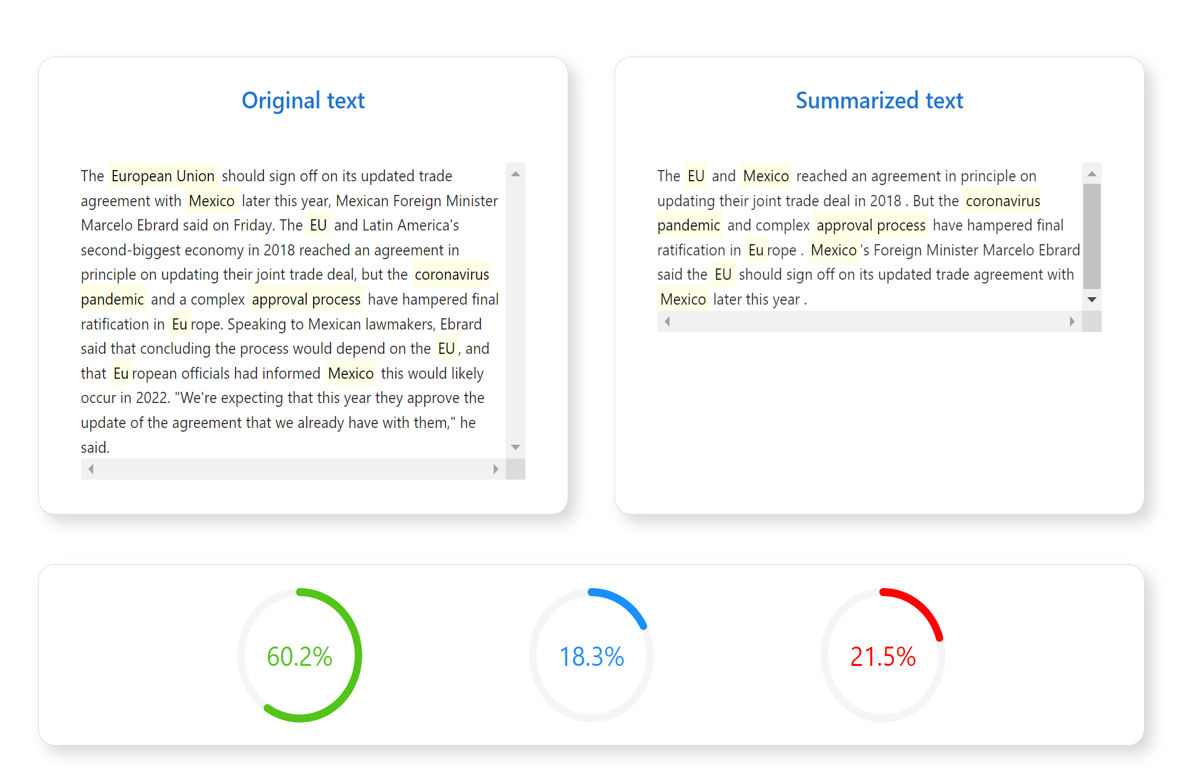 Original text
The European Union should sign off on its updated trade
agreement with Mexico later this year, Mexican Foreign Minister
Marcelo Ebrard said on Friday. The EU and Latin America's
second-biggest economy in 2018 reached an agreement in
principle on updating their joint trade deal, but the coronavirus
pandemic and a complex approval process have hampered final
ratification in Eu rope. Speaking to Mexican lawmakers, Ebrard
said that concluding the process would depend on the EU , and
that Eu ropean officials had informed Mexico this would likely
occur in 2022. "We're expecting that this year they approve the
update of the agreement that we already have with them," he
said.
Summarized text
The EU and Mexico reached an agreement in principle on
updating their joint trade deal in 2018 . But the coronavirus
pandemic and complex approval process have hampered final
ratification in Eu rope . Mexico 's Foreign Minister Marcelo Ebrard
said the EU should sign off on its updated trade agreement with
Mexico later this year .
60.2%
18.3%
21.5%